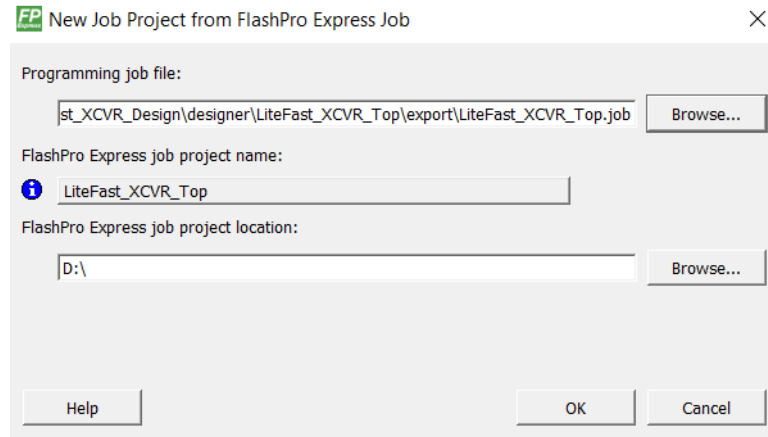 FP Express New Job Project from FlashPro Express Job
Programming job file:
st_XCVR_Design\designer\LiteFast_XCVR_Top\export\LiteFast_XCVR_Top.job Browse...
FlashPro Express job project name:
i LiteFast_XCVR_Top
FlashPro Express job project location:
D:\ Browse...
Help OK Cancel